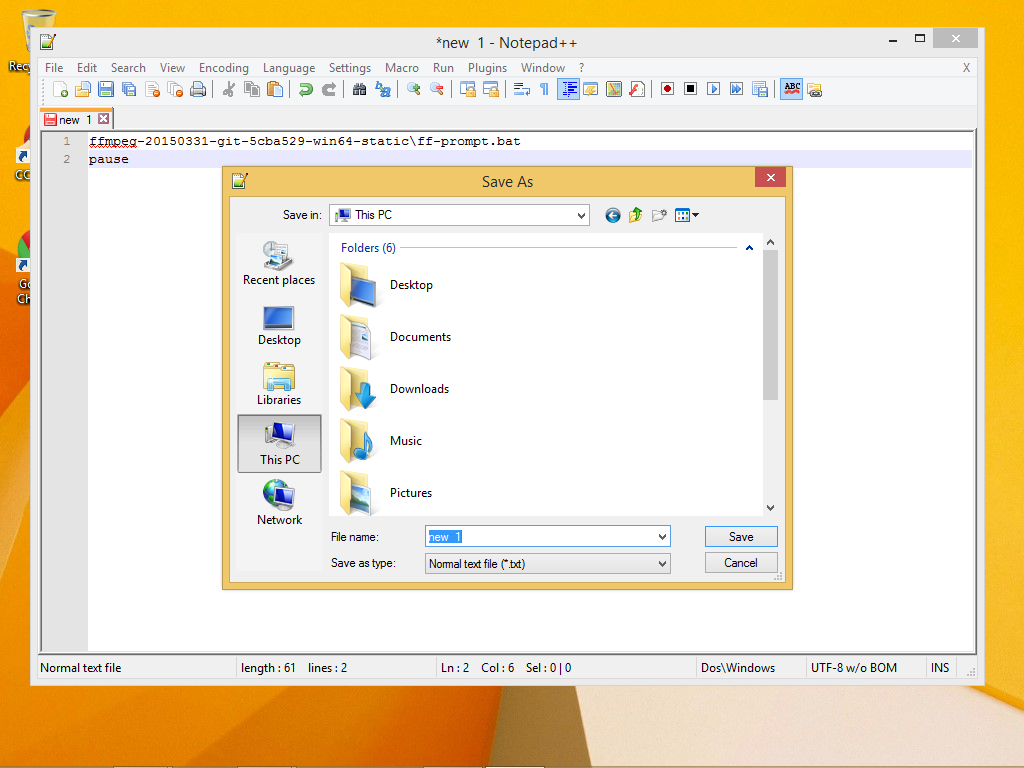 *new 1 - Notepad++
File Edit Search View Encoding Language Settings Macro Run Plugins Window ? X
new 1
1 ffmpeg-20150331-git-5cba529-win64-static\ff-prompt.bat
2 pause
Save As
Save in: This PC
Recent places
Desktop
Libraries
This PC
Network
Folders (6)
Desktop
Documents
Downloads
Music
Pictures
File name: new 1
Save as type: Normal text file (*.txt)
Save
Cancel
Normal text file length : 61 lines : 2 Ln : 2 Col : 6 Sel : 0 | 0 Dos\Windows UTF-8 w/o BOM INS
ABC